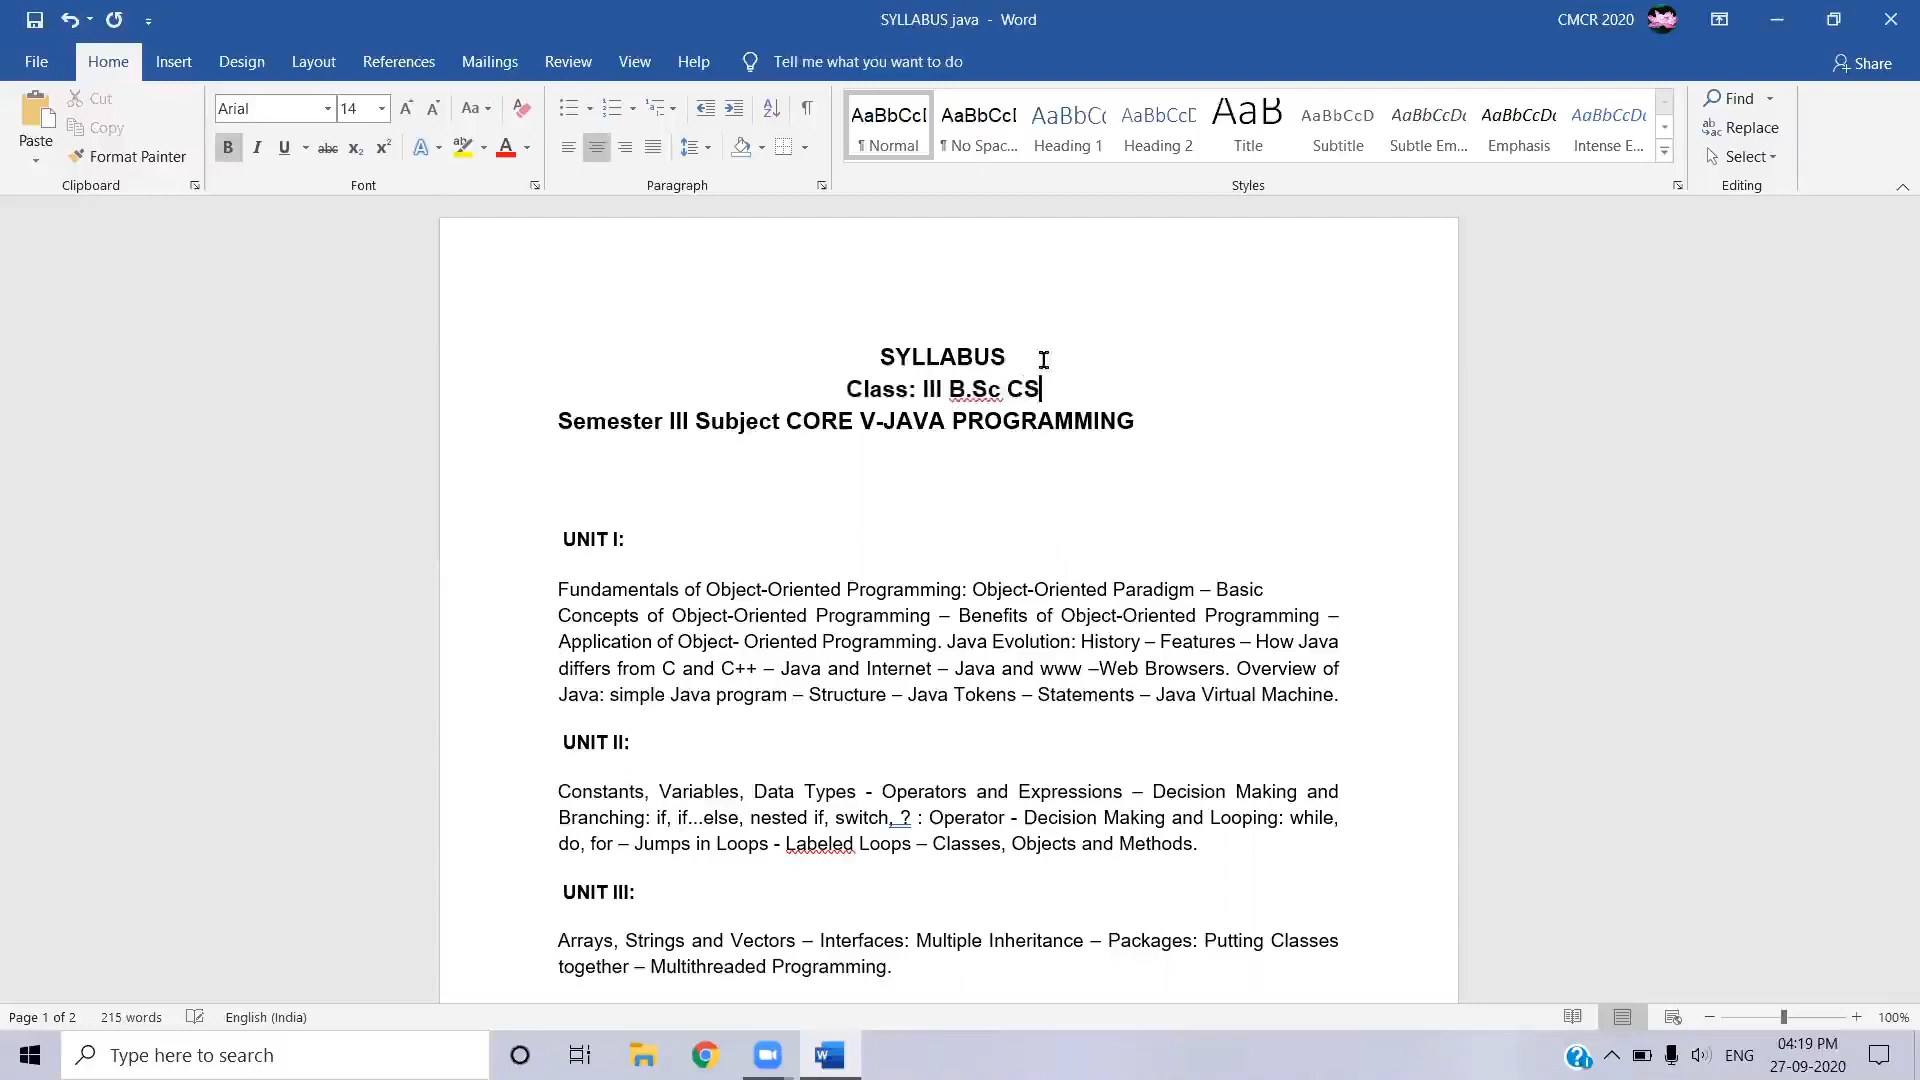 SYLLABUS java - Word
CMCR 2020
File Home Insert Design Layout References Mailings Review View Help Tell me what you want to do Share
Paste
Cut
Copy
Format Painter
Clipboard
Arial 14
Font
Paragraph
AaBbCcI AaBbCcI AaBbC AaBbCcI AaB AaBbCcD AaBbCcDc AaBbCcDc AaBbCcDc
¶ Normal ¶ No Spac... Heading 1 Heading 2 Title Subtitle Subtle Em... Emphasis Intense E...
Styles
Find
Replace
Select
Editing
SYLLABUS
Class: III B.Sc CS
Semester III Subject CORE V-JAVA PROGRAMMING
UNIT I:
Fundamentals of Object-Oriented Programming: Object-Oriented Paradigm – Basic
Concepts of Object-Oriented Programming – Benefits of Object-Oriented Programming –
Application of Object- Oriented Programming. Java Evolution: History – Features – How Java
differs from C and C++ – Java and Internet – Java and www –Web Browsers. Overview of
Java: simple Java program – Structure – Java Tokens – Statements – Java Virtual Machine.
UNIT II:
Constants, Variables, Data Types - Operators and Expressions – Decision Making and
Branching: if, if...else, nested if, switch, ? : Operator - Decision Making and Looping: while,
do, for – Jumps in Loops - Labeled Loops – Classes, Objects and Methods.
UNIT III:
Arrays, Strings and Vectors – Interfaces: Multiple Inheritance – Packages: Putting Classes
together – Multithreaded Programming.
Page 1 of 2 215 words English (India) 100%
Type here to search
ENG
04:19 PM
27-09-2020